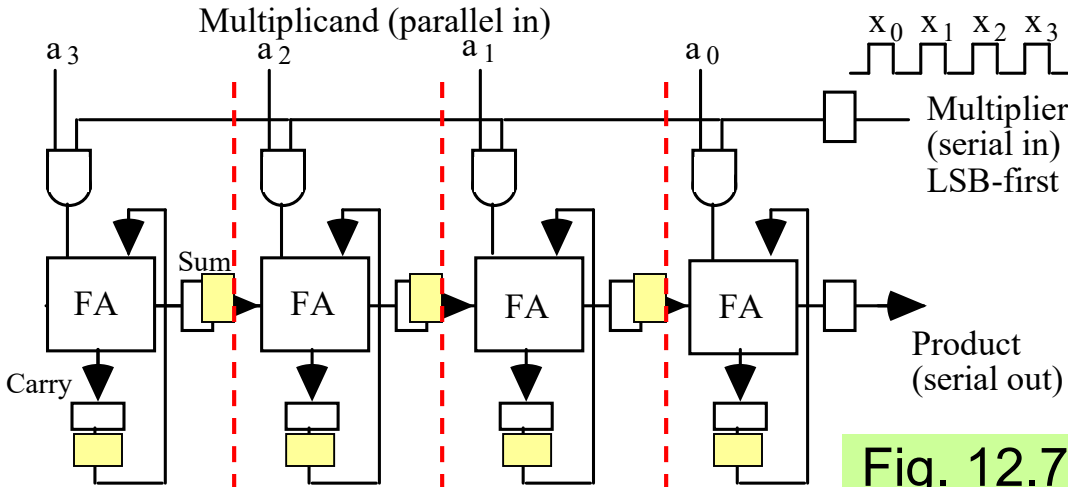 Multiplicand (parallel in)
a3 a2 a1 a0
x0 x1 x2 x3
Multiplier
(serial in)
LSB-first
Sum
FA FA FA FA
Carry
Product
(serial out)
Fig. 12.7